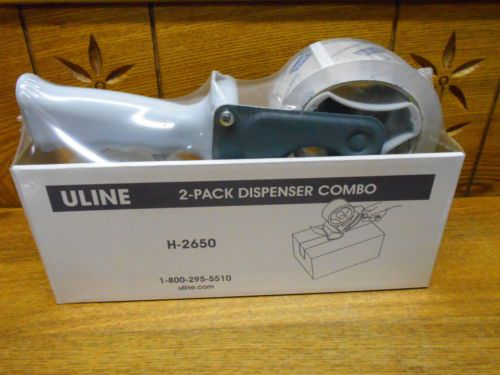 ULINE
2-PACK DISPENSER COMBO
H-2650
1-800-295-5510
uline.com